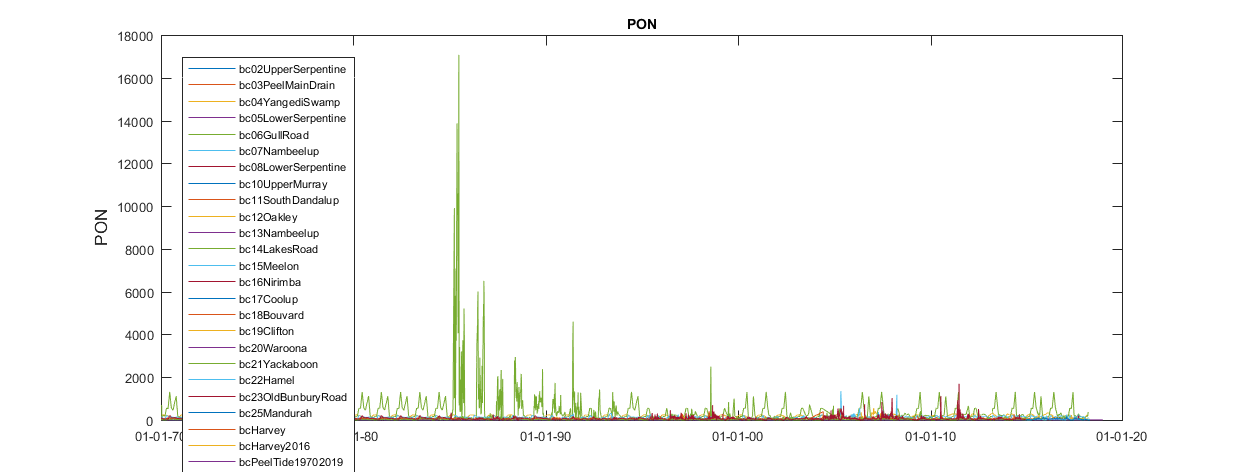 PON
18000
16000
14000
12000
10000
8000
6000
4000
2000
0
PON
bc02UpperSerpentine
bc03PeelMainDrain
bc04YangediSwamp
bc05LowerSerpentine
bc06GullRoad
bc07Nambeelup
bc08LowerSerpentine
bc10UpperMurray
bc11SouthDandalup
bc12Oakley
bc13Nambeelup
bc14LakesRoad
bc15Meelon
bc16Nirimba
bc17Coolup
bc18Bouvard
bc19Clifton
bc20Waroona
bc21Yackaboon
bc22Hamel
bc23OldBunburyRoad
bc25Mandurah
bcHarvey
bcHarvey2016
bcPeelTide19702019
01-01-70 1-80 01-01-90 01-01-00 01-01-10 01-01-20